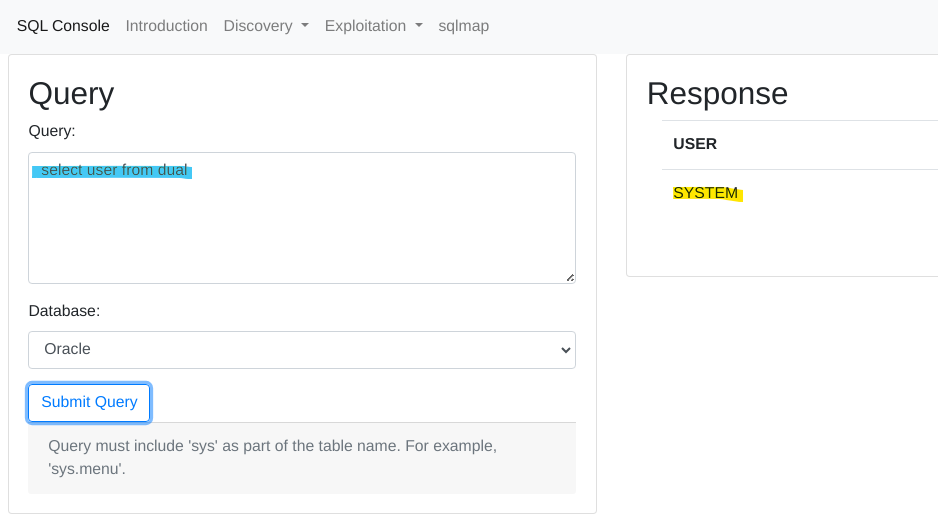 SQL Console Introduction Discovery Exploitation sqlmap
Query
Query:
select user from dual
Database:
Oracle
Submit Query
Query must include 'sys' as part of the table name. For example,
'sys.menu'.
Response
USER
SYSTEM